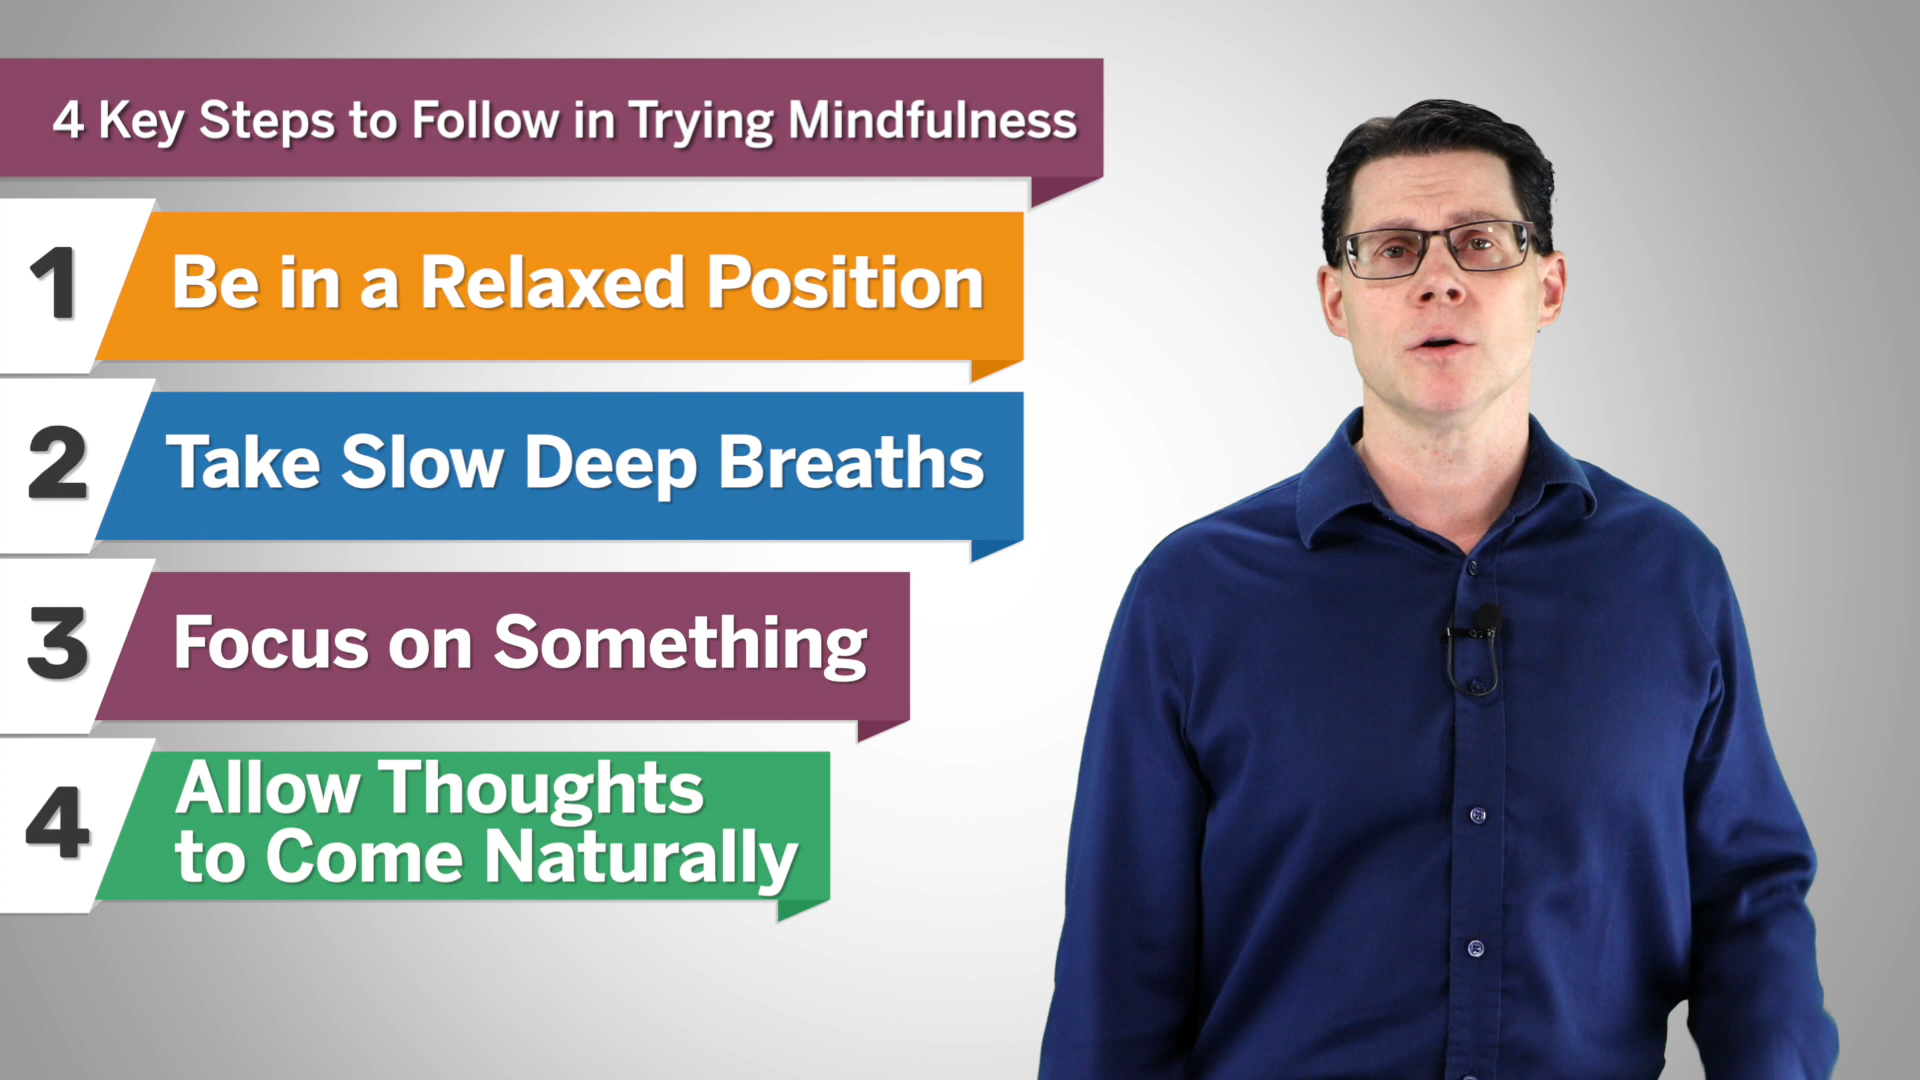 4 Key Steps to Follow in Trying Mindfulness
1 Be in a Relaxed Position
2 Take Slow Deep Breaths
3 Focus on Something
4 Allow Thoughts
to Come Naturally